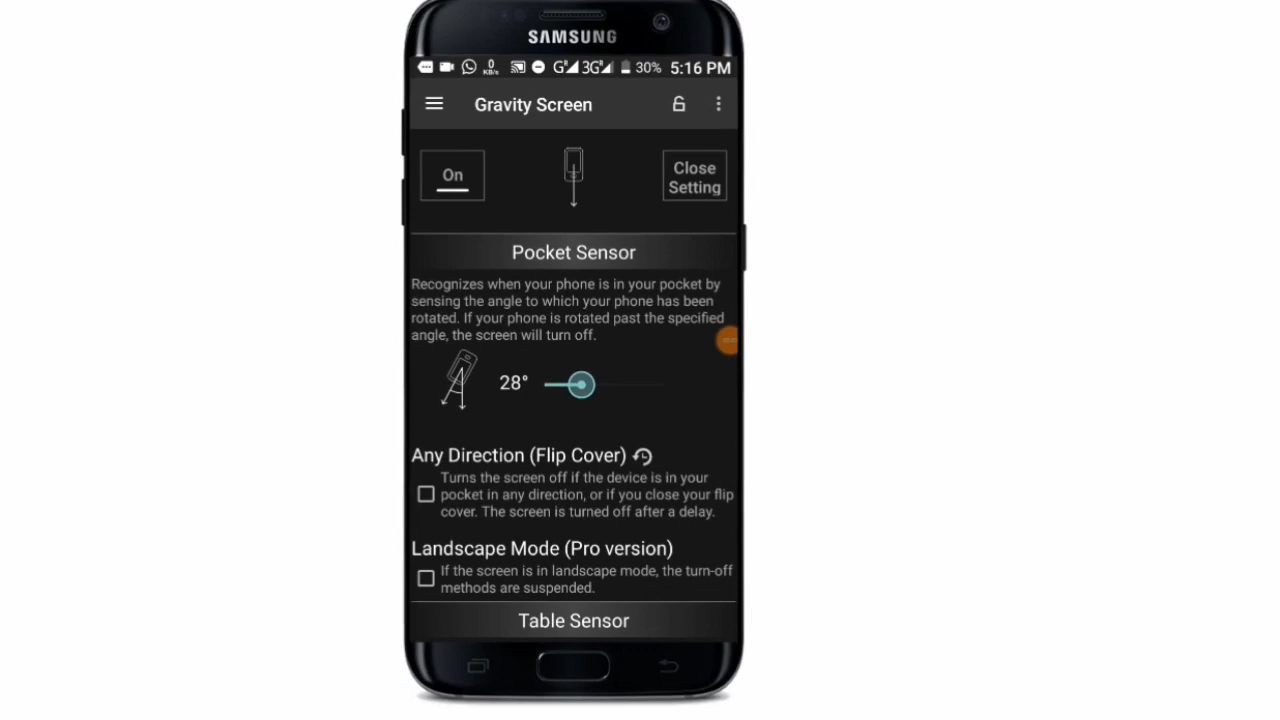 SAMSUNG
0 KB/s G 3G 30% 5:16 PM
Gravity Screen
On
Close
Setting
Pocket Sensor
Recognizes when your phone is in your pocket by
sensing the angle to which your phone has been
rotated. If your phone is rotated past the specified
angle, the screen will turn off.
28°
Any Direction (Flip Cover)
Turns the screen off if the device is in your
pocket in any direction, or if you close your flip
cover. The screen is turned off after a delay.
Landscape Mode (Pro version)
If the screen is in landscape mode, the turn-off
methods are suspended.
Table Sensor